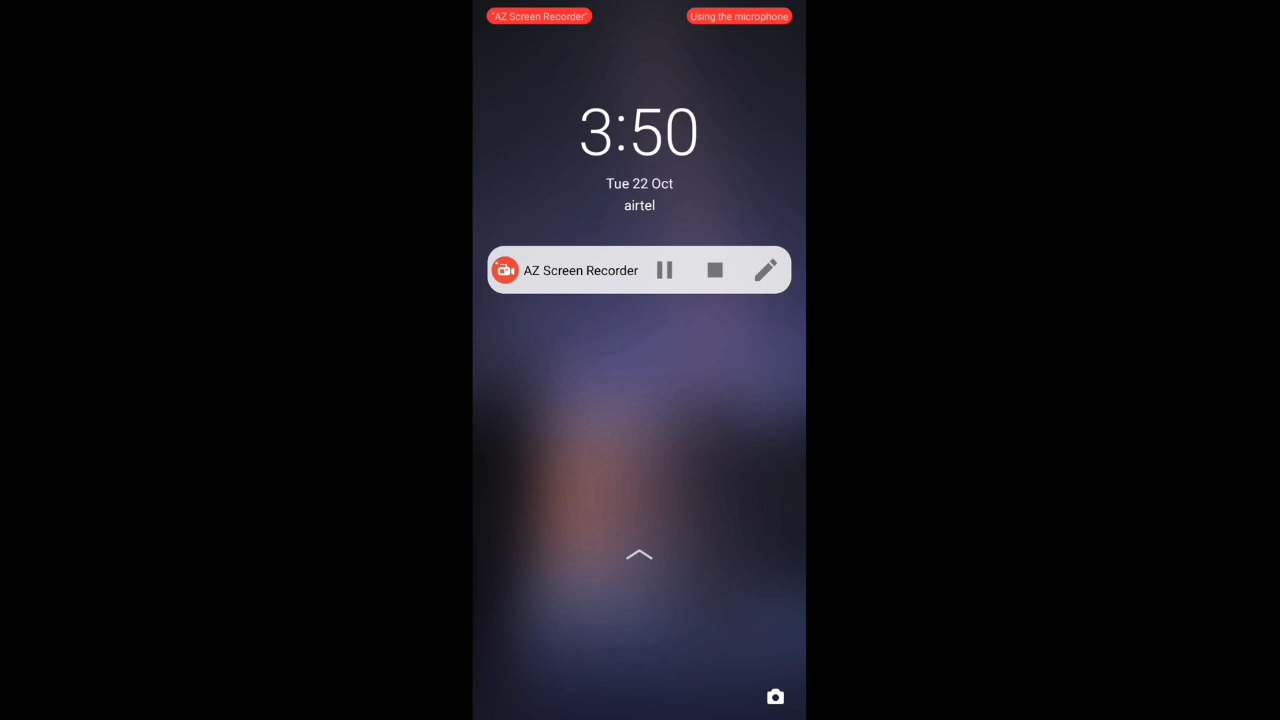 "AZ Screen Recorder"
Using the microphone
3:50
Tue 22 Oct
airtel
AZ Screen Recorder